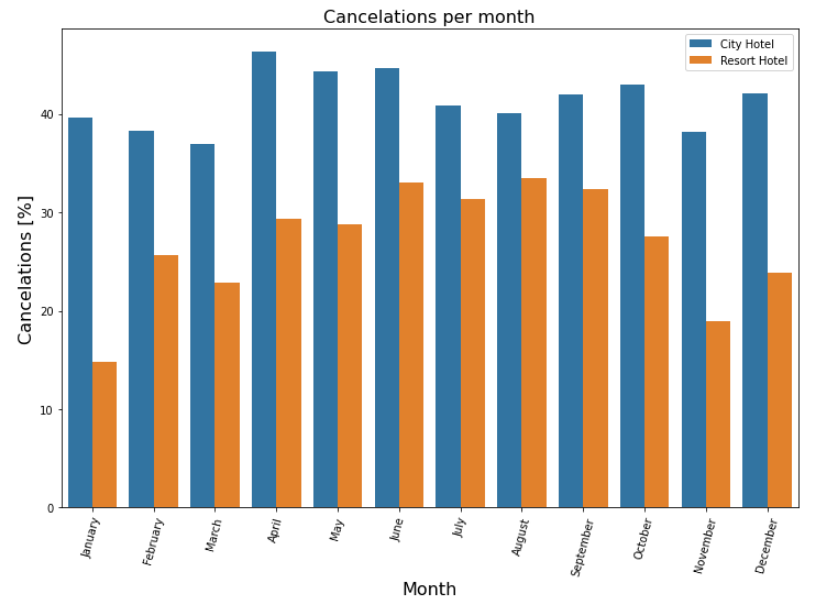 Cancelations per month
City Hotel
Resort Hotel
Cancelations [%]
40
30
20
10
0
January
February
March
April
May
June
July
August
September
October
November
December
Month